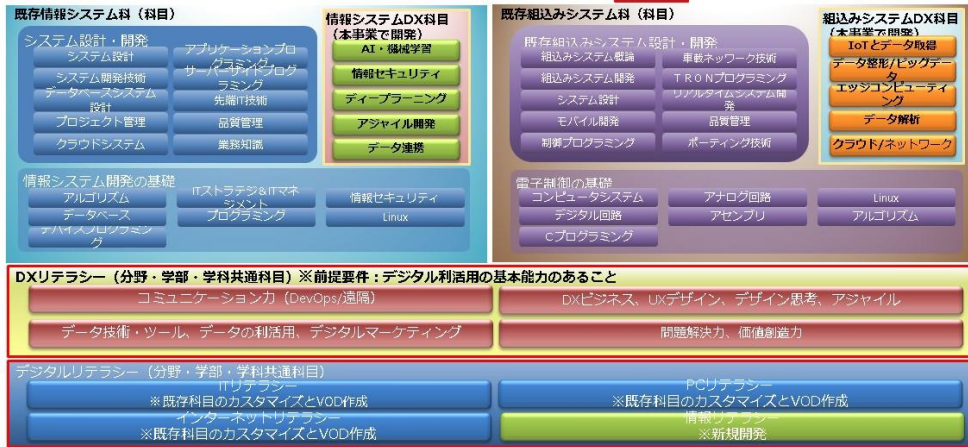 既存情報システム科（科目）
システム設計・開発
システム設計
システム開発技術
データベースシステム
設計
プロジェクト管理
クラウドシステム
アプリケーションプロ
グラミング
サーバーサイドプログ
ラミング
先端IT技術
品質管理
業務知識
情報システムDX科目
（本事業で開発）
AI・機械学習
情報セキュリティ
ディープラーニング
アジャイル開発
データ連携
情報システム開発の基礎
アルゴリズム
データベース
デバイスプログラミン
グ
ITストラテジ&ITマネ
ジメント
プログラミング
情報セキュリティ
Linux
既存組込みシステム科（科目）
既存組込みシステム設計・開発
組込みシステム概論
組込みシステム開発
システム設計
モバイル開発
制御プログラミング
車載ネットワーク技術
ＴＲＯＮプログラミング
リアルタイムシステム開
発
品質管理
ポーティング技術
組込みシステムDX科目
（本事業で開発）
IoTとデータ取得
データ整形/ビッグデー
タ
エッジコンピューティ
ング
データ解析
クラウド/ネットワーク
電子制御の基礎
コンピュータシステム
デジタル回路
Cプログラミング
アナログ回路
アセンブリ
Linux
アルゴリズム
DXリテラシー（分野・学部・学科共通科目）※前提要件：デジタル利活用の基本能力のあること
コミュニケーション力（DevOps/遠隔）
DXビジネス、UXデザイン、デザイン思考、アジャイル
データ技術・ツール、データの利活用、デジタルマーケティング
問題解決力、価値創造力
デジタルリテラシー（分野・学部・学科共通科目）
ITリテラシー
※既存科目のカスタマイズとVOD作成
PCリテラシー
※既存科目のカスタマイズとVOD作成
インターネットリテラシー
※既存科目のカスタマイズとVOD作成
情報リテラシー
※新規開発